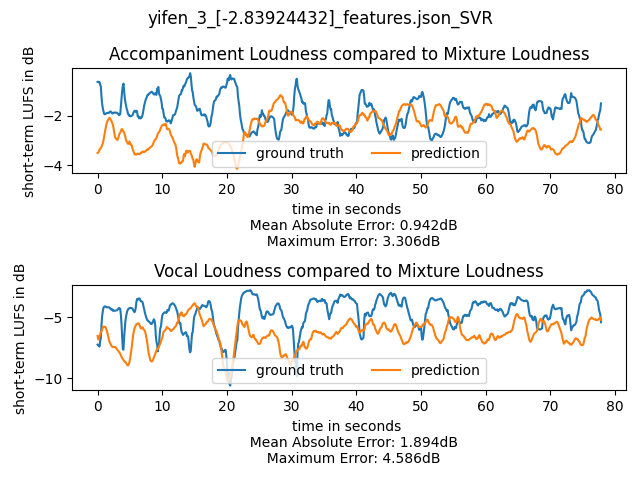 yifen_3_[-2.83924432]_features.json_SVR
Accompaniment Loudness compared to Mixture Loudness
short-term LUFS in dB
−2
−4
ground truth
prediction
0 10 20 30 40 50 60 70 80
time in seconds
Mean Absolute Error: 0.942dB
Maximum Error: 3.306dB
Vocal Loudness compared to Mixture Loudness
short-term LUFS in dB
−5
−10
ground truth
prediction
0 10 20 30 40 50 60 70 80
time in seconds
Mean Absolute Error: 1.894dB
Maximum Error: 4.586dB